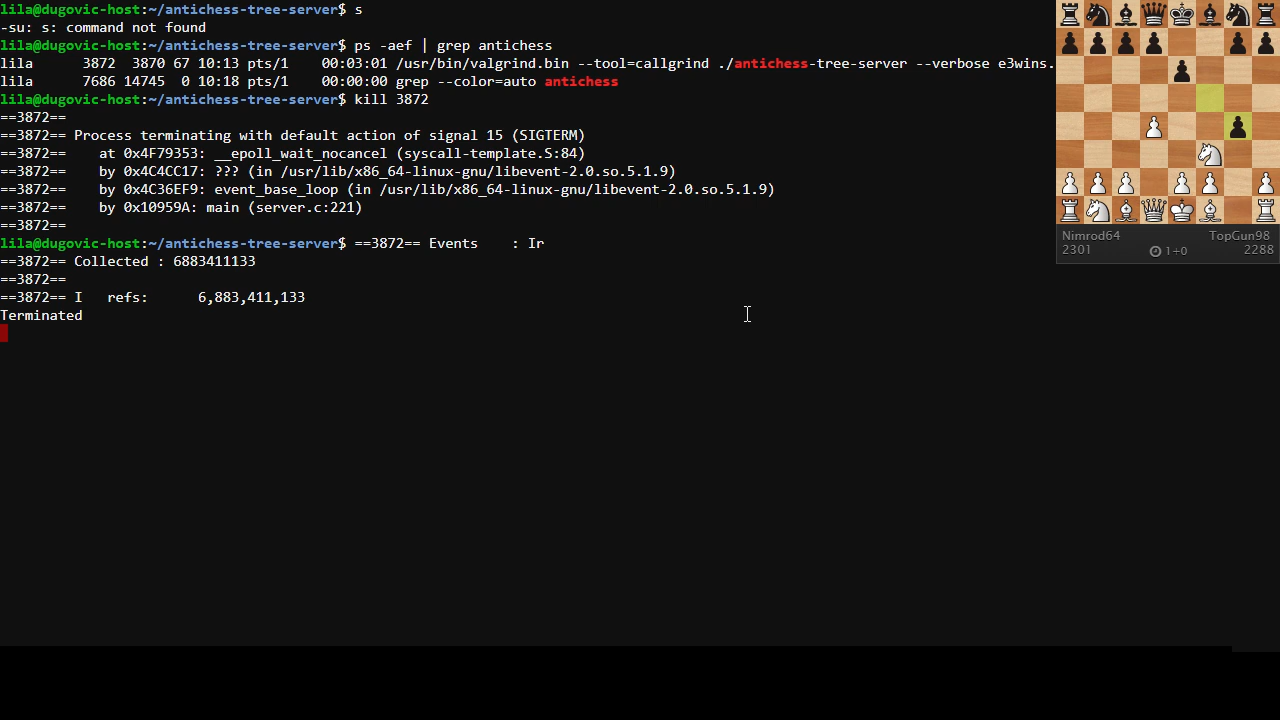 lila@dugovic-host:~/antichess-tree-server$ s
-su: s: command not found
lila@dugovic-host:~/antichess-tree-server$ ps -aef | grep antichess
lila      3872  3870 67 10:13 pts/1    00:03:01 /usr/bin/valgrind.bin --tool=callgrind ./antichess-tree-server --verbose e3wins.
lila      7686 14745  0 10:18 pts/1    00:00:00 grep --color=auto antichess
lila@dugovic-host:~/antichess-tree-server$ kill 3872
==3872==
==3872== Process terminating with default action of signal 15 (SIGTERM)
==3872==    at 0x4F79353: __epoll_wait_nocancel (syscall-template.S:84)
==3872==    by 0x4C4CC17: ??? (in /usr/lib/x86_64-linux-gnu/libevent-2.0.so.5.1.9)
==3872==    by 0x4C36EF9: event_base_loop (in /usr/lib/x86_64-linux-gnu/libevent-2.0.so.5.1.9)
==3872==    by 0x10959A: main (server.c:221)
==3872==
lila@dugovic-host:~/antichess-tree-server$ ==3872== Events    : Ir
==3872== Collected : 6883411133
==3872==
==3872== I   refs:      6,883,411,133
Terminated
Nimrod64 TopGun98
2301 1+0 2288